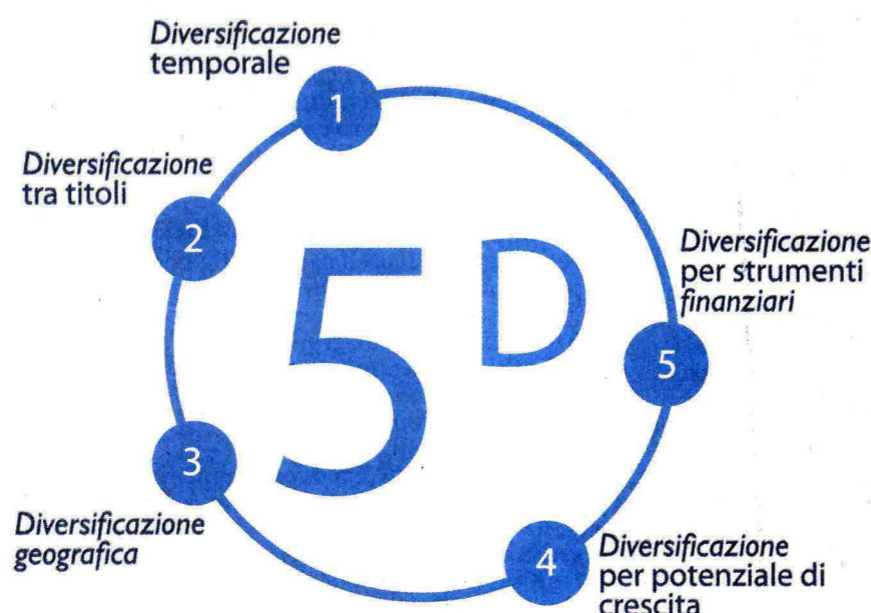 Diversificazione
temporale
1
Diversificazione
tra titoli
2
5 D
Diversificazione
per strumenti
finanziari
5
3
Diversificazione
geografica
4
Diversificazione
per potenziale di
crescita